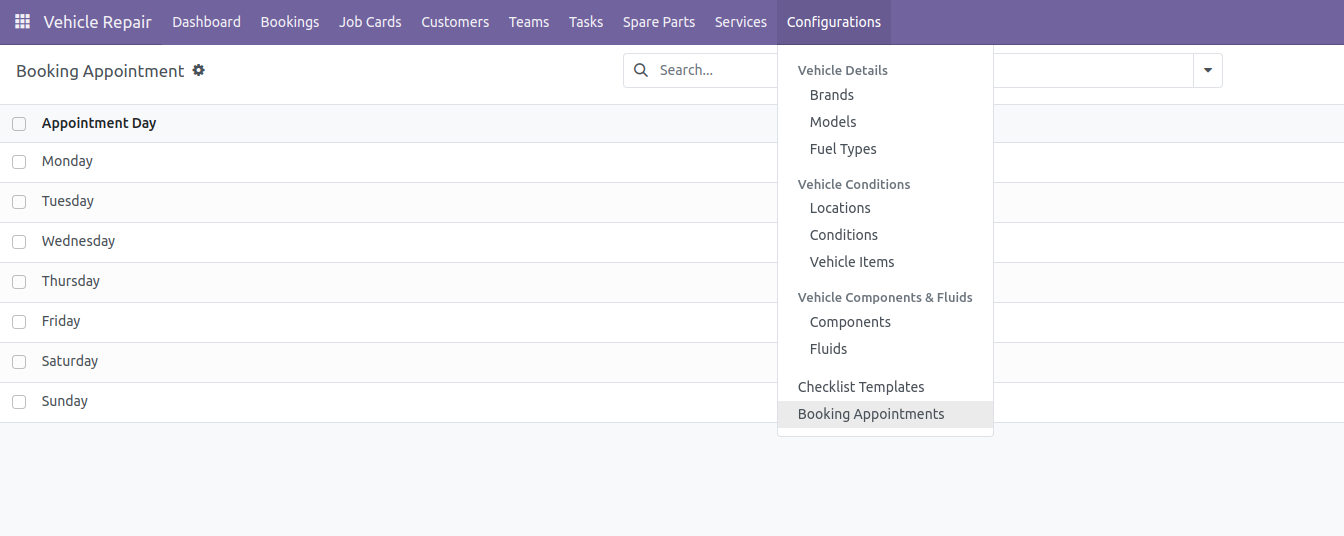 Vehicle Repair Dashboard Bookings Job Cards Customers Teams Tasks Spare Parts Services Configurations
Booking Appointment Search...
Appointment Day
Monday
Tuesday
Wednesday
Thursday
Friday
Saturday
Sunday
Vehicle Details
Brands
Models
Fuel Types
Vehicle Conditions
Locations
Conditions
Vehicle Items
Vehicle Components & Fluids
Components
Fluids
Checklist Templates
Booking Appointments